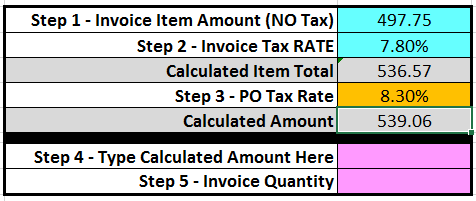 Step 1 - Invoice Item Amount (NO Tax) 497.75
Step 2 - Invoice Tax RATE 7.80%
Calculated Item Total 536.57
Step 3 - PO Tax Rate 8.30%
Calculated Amount 539.06
Step 4 - Type Calculated Amount Here
Step 5 - Invoice Quantity